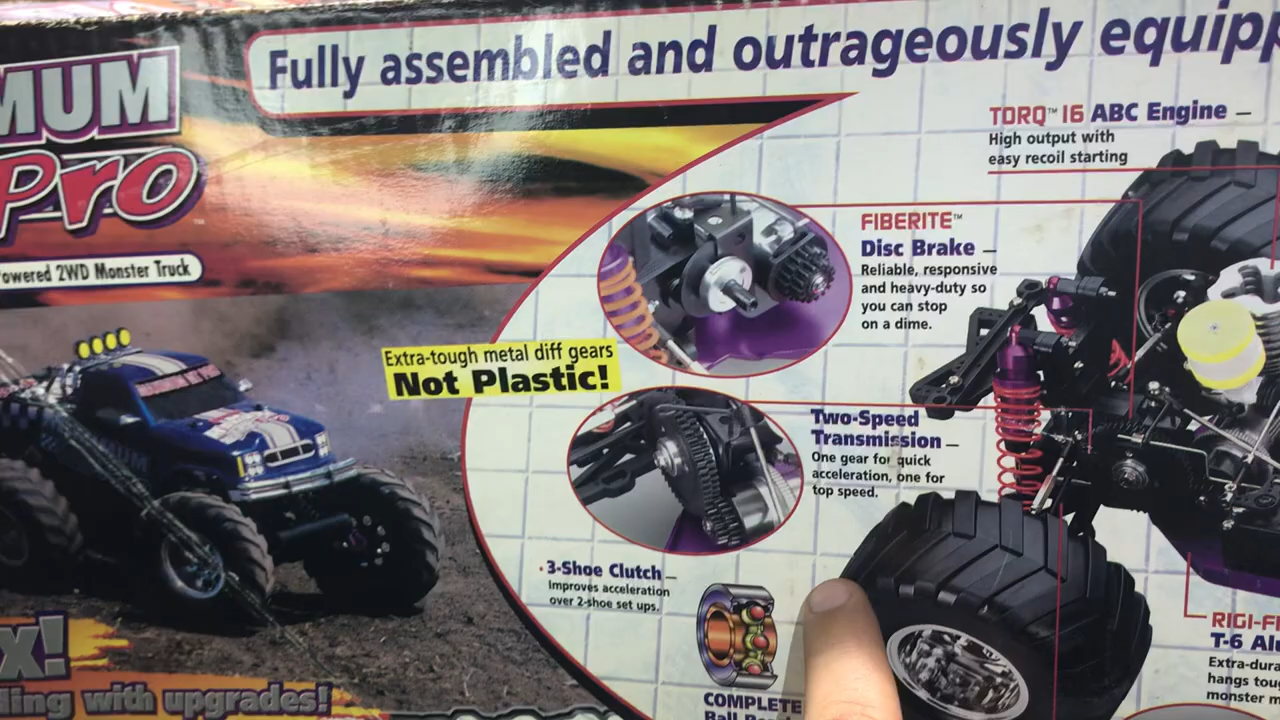 Fully assembled and outrageously equipp
MUM
Pro
owered 2WD Monster Truck
TORQ™ 16 ABC Engine
High output with
easy recoil starting
FIBERITE™
Disc Brake
Reliable, responsive
and heavy-duty so
you can stop
on a dime.
Extra-tough metal diff gears
Not Plastic!
Two-Speed
Transmission
One gear for quick
acceleration, one for
top speed.
3-Shoe Clutch
Improves acceleration
over 2-shoe set ups.
COMPLETE
RIGI-F
T-6 Al
Extra-dura
hangs toug
monster m
x!
ling with upgrades!